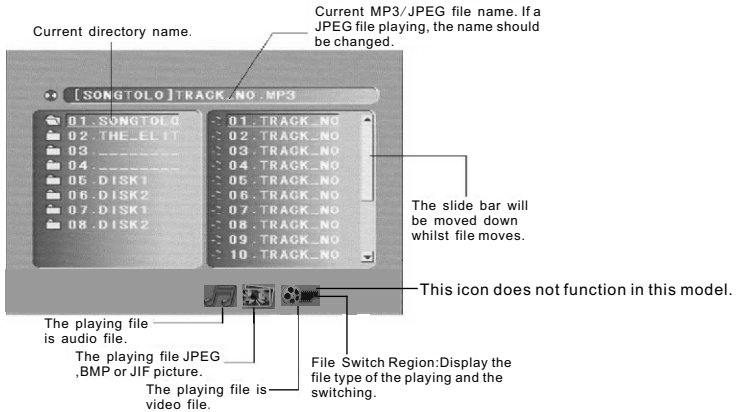 Current directory name.
Current MP3/JPEG file name. If a
JPEG file playing, the name should
be changed.
[SONGTOLO]TRACK_NO.MP3
01.SONGTOLO
02.THE_ELIT
03.________
04.________
05.DISK1
06.DISK2
07.DISK1
08.DISK2
01.TRACK_NO
02.TRACK_NO
03.TRACK_NO
04.TRACK_NO
05.TRACK_NO
06.TRACK_NO
07.TRACK_NO
08.TRACK_NO
09.TRACK_NO
10.TRACK_NO
The slide bar will
be moved down
whilst file moves.
This icon does not function in this model.
The playing file
is audio file.
The playing file JPEG
,BMP or JIF picture.
The playing file is
video file.
File Switch Region:Display the
file type of the playing and the
switching.